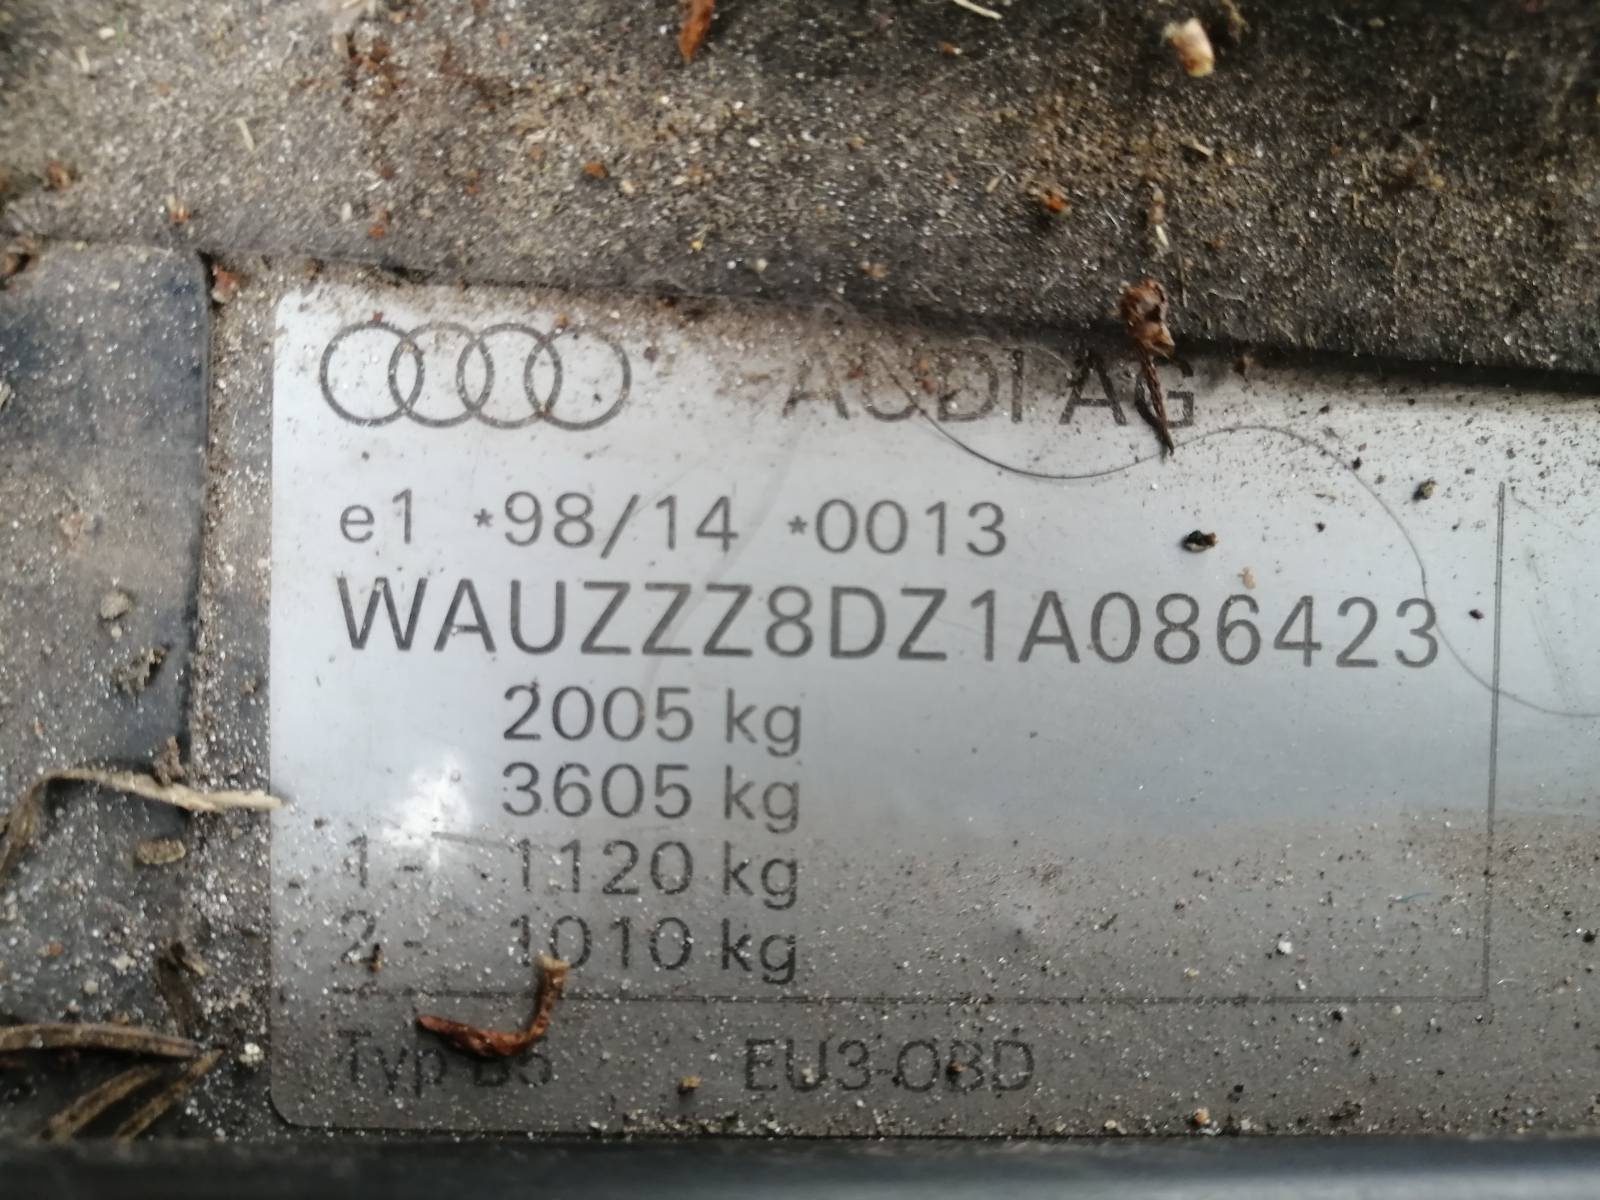 AUDI AG
e1 *98/14 *0013
WAUZZZ8DZ1A086423
2005 kg
3605 kg
1- 1120 kg
2- 1010 kg
Typ B5 EU3-OBD